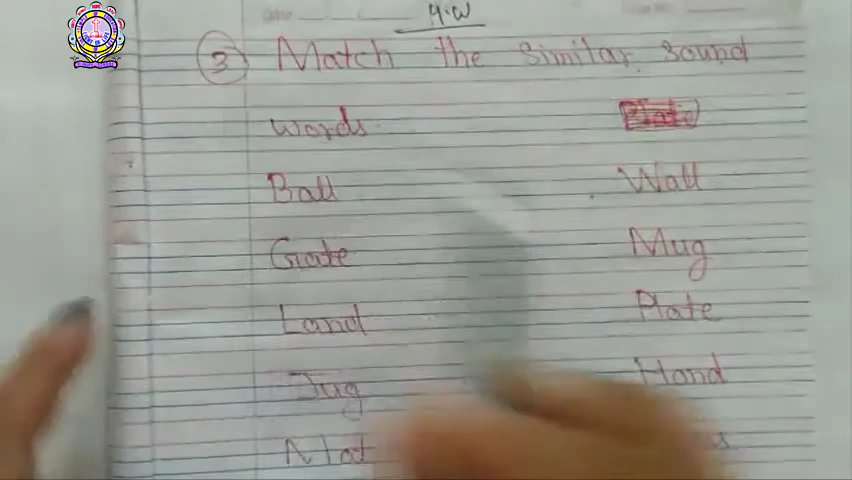 H.W
③ Match the similar sound
words
Ball Wall
Gate Mug
Land Plate
Jug Hand